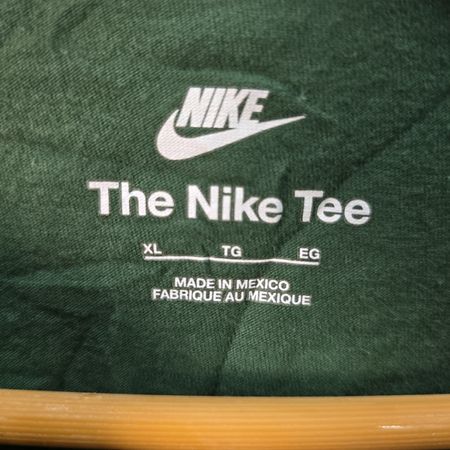 NIKE
The Nike Tee
XL TG EG
MADE IN MEXICO
FABRIQUE AU MEXIQUE